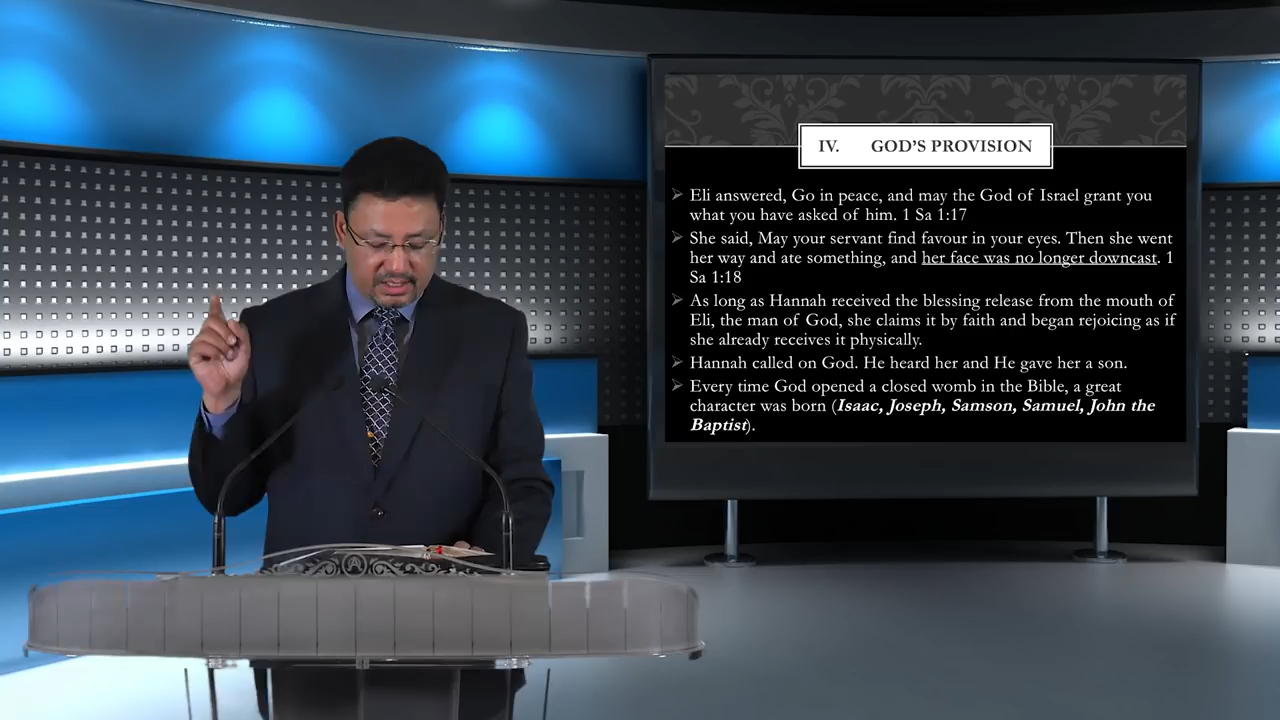 IV. GOD'S PROVISION
Eli answered, Go in peace, and may the God of Israel grant you
what you have asked of him. 1 Sa 1:17
She said, May your servant find favour in your eyes. Then she went
her way and ate something, and her face was no longer downcast. 1
Sa 1:18
As long as Hannah received the blessing release from the mouth of
Eli, the man of God, she claims it by faith and began rejoicing as if
she already receives it physically.
Hannah called on God. He heard her and He gave her a son.
Every time God opened a closed womb in the Bible, a great
character was born (Isaac, Joseph, Samson, Samuel, John the
Baptist).